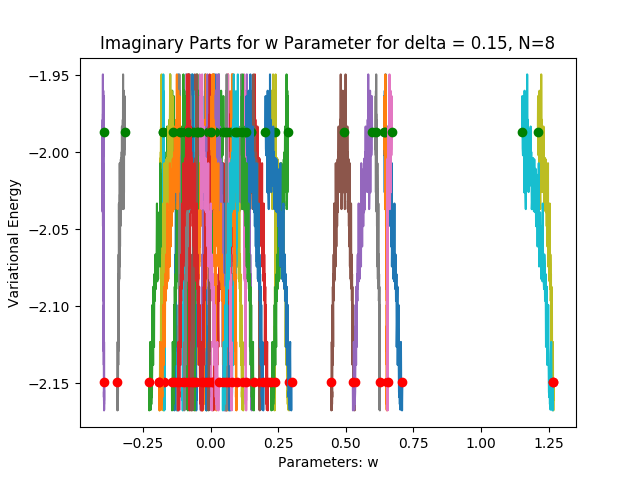 Imaginary Parts for w Parameter for delta = 0.15, N=8
−1.95
−2.00
−2.05
−2.10
−2.15
Variational Energy
−0.25 0.00 0.25 0.50 0.75 1.00 1.25
Parameters: w